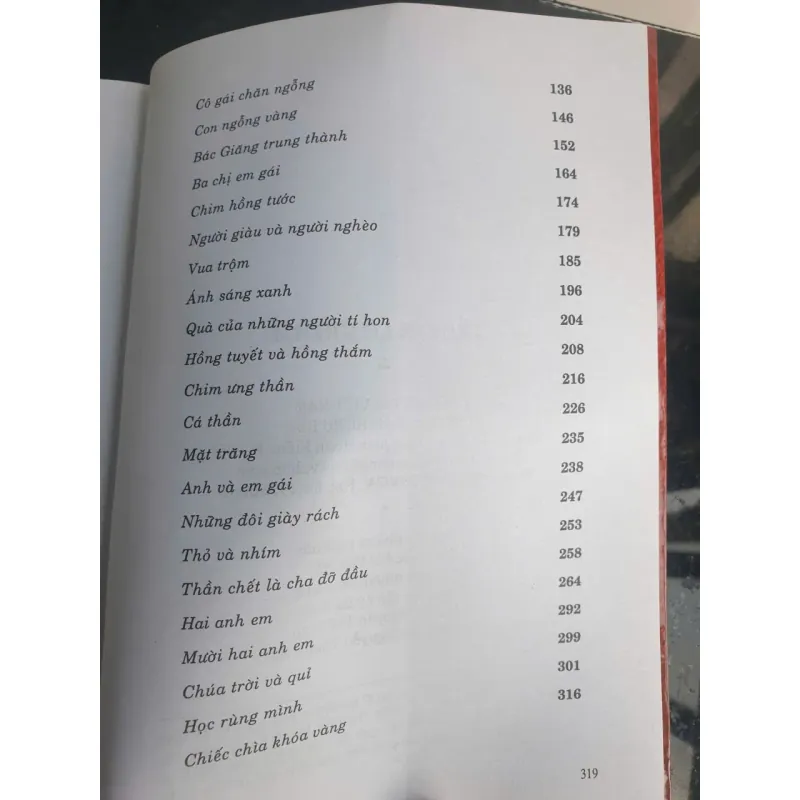 Cô gái chăn ngỗng 136
Con ngỗng vàng 146
Bác Giăng trung thành 152
Ba chị em gái 164
Chim hồng tước 174
Người giàu và người nghèo 179
Vua trộm 185
Ánh sáng xanh 196
Quà của những người tí hon 204
Hồng tuyết và hồng thắm 208
Chim ưng thần 216
Cá thần 226
Mặt trăng 235
Anh và em gái 238
Những đôi giày rách 247
Thỏ và nhím 253
Thần chết là cha đỡ đầu 258
Hai anh em 264
Mười hai anh em 292
Chúa trời và quỉ 299
Học rùng mình 301
Chiếc chìa khóa vàng 316
319